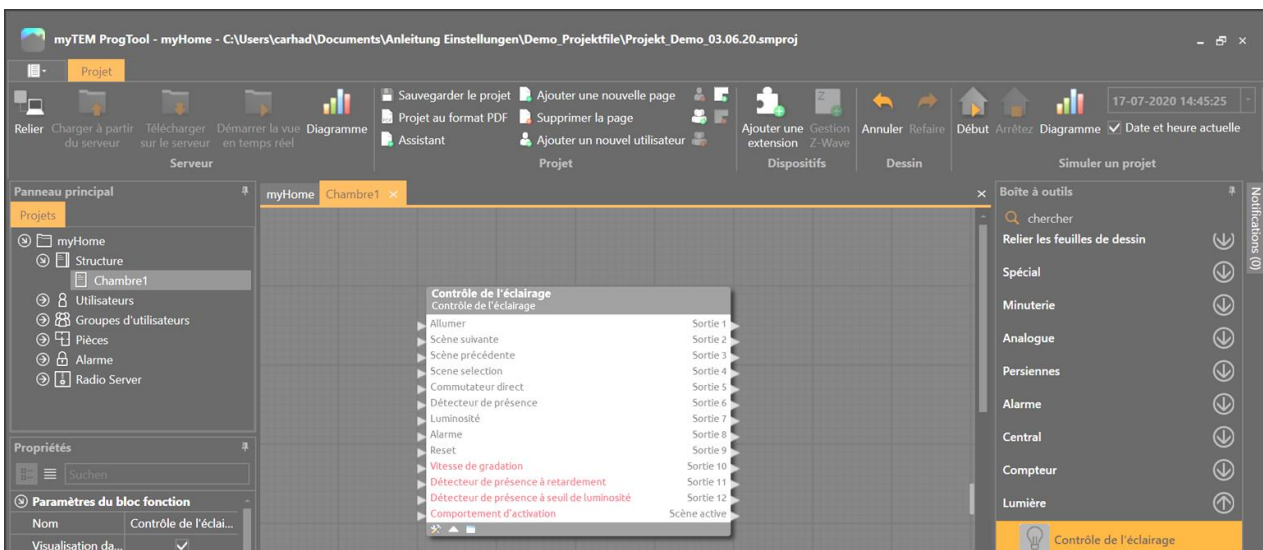 myTEM ProgTool - myHome - C:\Users\carhad\Documents\Anleitung Einstellungen\Demo_Projektfile\Projekt_Demo_03.06.20.smproj
Projet
Relier
Charger à partir du serveur
Télécharger sur le serveur
Démarrer la vue en temps réel
Diagramme
Serveur
Sauvegarder le projet
Projet au format PDF
Assistant
Ajouter une nouvelle page
Supprimer la page
Ajouter un nouvel utilisateur
Projet
Ajouter une extension
Gestion Z-Wave
Dispositifs
Annuler
Refaire
Dessin
Début
Arrêtez
Diagramme
17-07-2020 14:45:25
Date et heure actuelle
Simuler un projet
Panneau principal
Projets
myHome
Structure
Chambre1
Utilisateurs
Groupes d'utilisateurs
Pièces
Alarme
Radio Server
Propriétés
Suchen
Paramètres du bloc fonction
Nom
Contrôle de l'éclai...
Visualisation da...
myHome
Chambre1
Contrôle de l'éclairage
Contrôle de l'éclairage
Allumer
Sortie 1
Scène suivante
Sortie 2
Scène précédente
Sortie 3
Scene selection
Sortie 4
Commutateur direct
Sortie 5
Détecteur de présence
Sortie 6
Luminosité
Sortie 7
Alarme
Sortie 8
Reset
Sortie 9
Vitesse de gradation
Sortie 10
Détecteur de présence à retardement
Sortie 11
Détecteur de présence à seuil de luminosité
Sortie 12
Comportement d'activation
Scène active
Boîte à outils
chercher
Relier les feuilles de dessin
Spécial
Minuterie
Analogue
Persiennes
Alarme
Central
Compteur
Lumière
Contrôle de l'éclairage
Notifications (0)